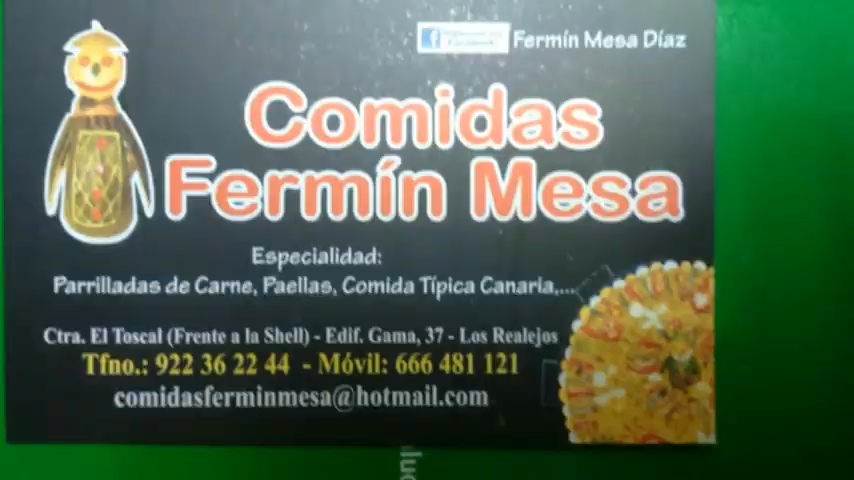 Fermín Mesa Díaz
Comidas
Fermín Mesa
Especialidad:
Parrilladas de Carne, Paellas, Comida Típica Canaria,...
Ctra. El Toscal (Frente a la Shell) - Edif. Gama, 37 - Los Realejos
Tfno.: 922 36 22 44 - Móvil: 666 481 121
comidasferminmesa@hotmail.com